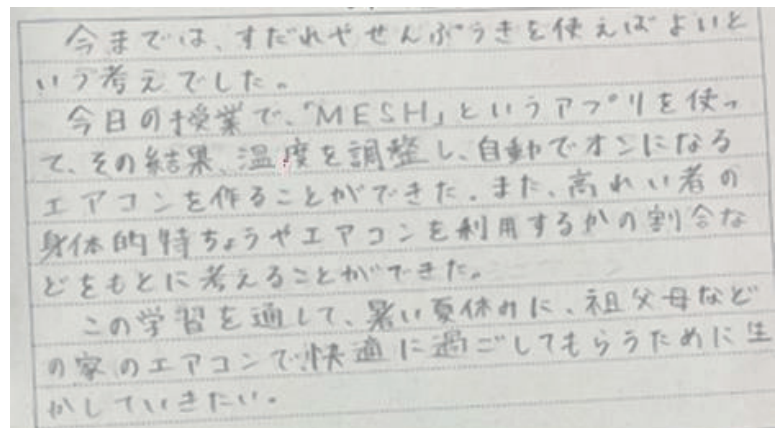 今までは、すだれやせんぷうきを使えばよいと
いう考えでした。
今日の授業で、「MESH」というアプリを使っ
て、その結果、温度を調整し、自動でオンになる
エアコンを作ることができた。また、高れい者の
身体的特ちょうやエアコンを利用するかの割合な
どをもとに考えることができた。
この学習を通して、暑い夏休みに、祖父母など
の家のエアコンで快適に過ごしてもらうために生
かしていきたい。